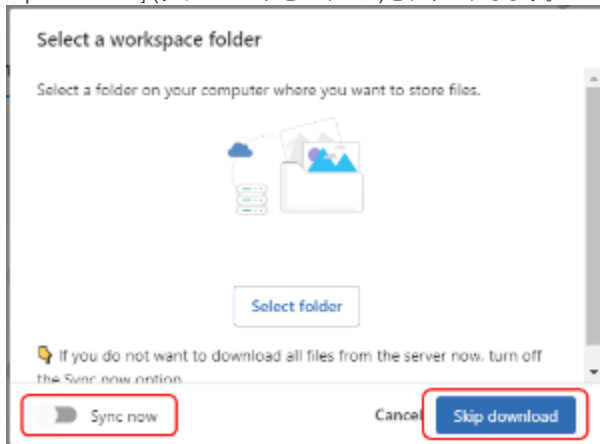 Select a workspace folder
Select a folder on your computer where you want to store files.
Select folder
👇 If you do not want to download all files from the server now, turn off
the Sync now option
Sync now
Cancel
Skip download